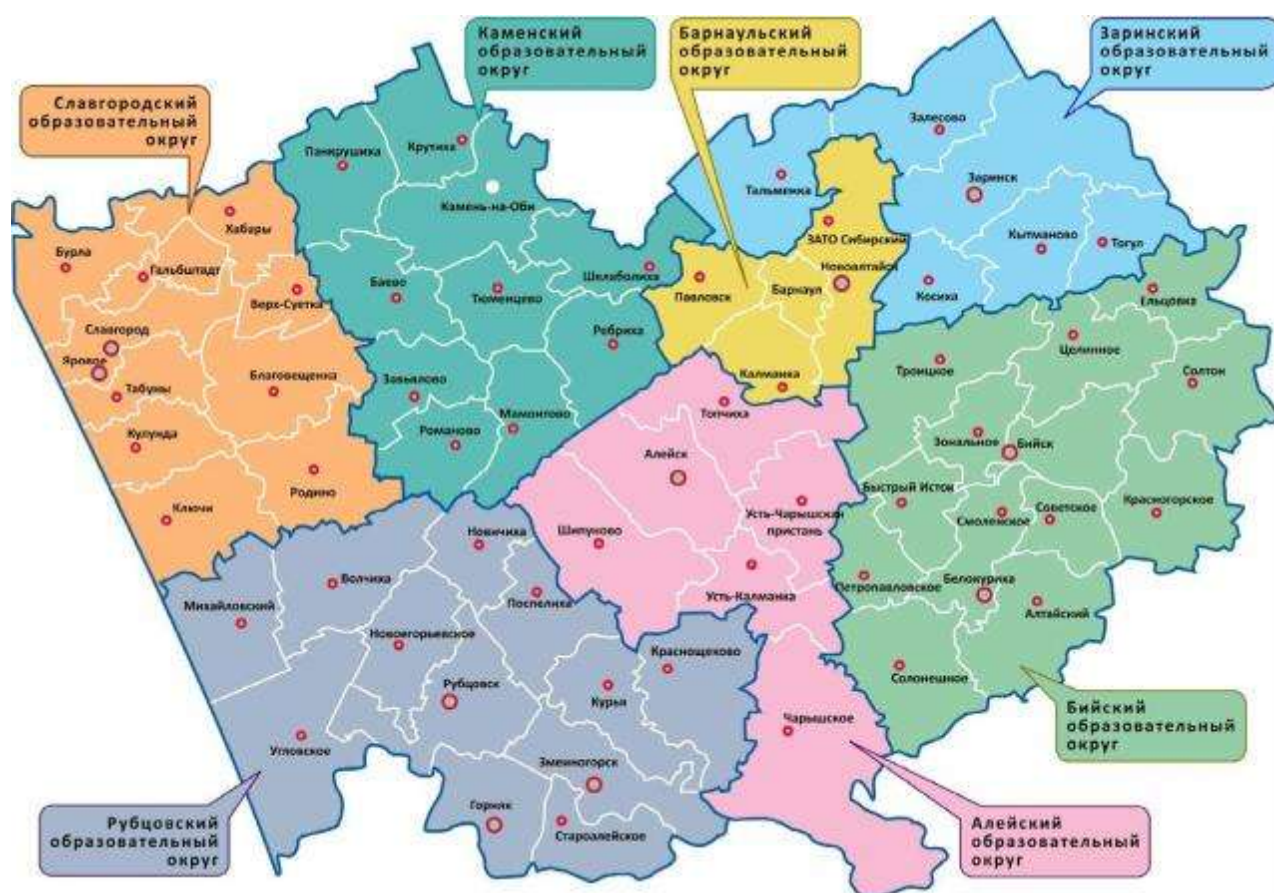 Каменский
образовательный
округ
Барнаульский
образовательный
округ
Заринский
образовательный
округ
Славгородский
образовательный
округ
Залесово
Крутиха
Панкрушиха
Тальменка
Заринск
Камень-на-Оби
Хабары
ЗАТО Сибирский
Кытманово
Тогул
Бурла
Гальбштадт
Шелаболиха
Новоалтайск
Баево
Павловск
Барнаул
Косиха
Верх-Суетка
Тюменцево
Ельцовка
Славгород
Ребриха
Целинное
Яровое
Троицкое
Солтон
Благовещенка
Завьялово
Калманка
Табуны
Мамонтово
Топчиха
Кулунда
Романово
Зональное
Бийск
Алейск
Родино
Быстрый Исток
Ключи
Красногорское
Усть-Чарышская
пристань
Смоленское
Советское
Новичиха
Шипуново
Волчиха
Белокуриха
Петропавловское
Поспелиха
Усть-Калманка
Михайловский
Алтайский
Новоегорьевское
Краснощеково
Солонешное
Рубцовск
Курья
Бийский
образовательный
округ
Чарышское
Угловское
Змеиногорск
Горняк
Староалейское
Рубцовский
образовательный
округ
Алейский
образовательный
округ